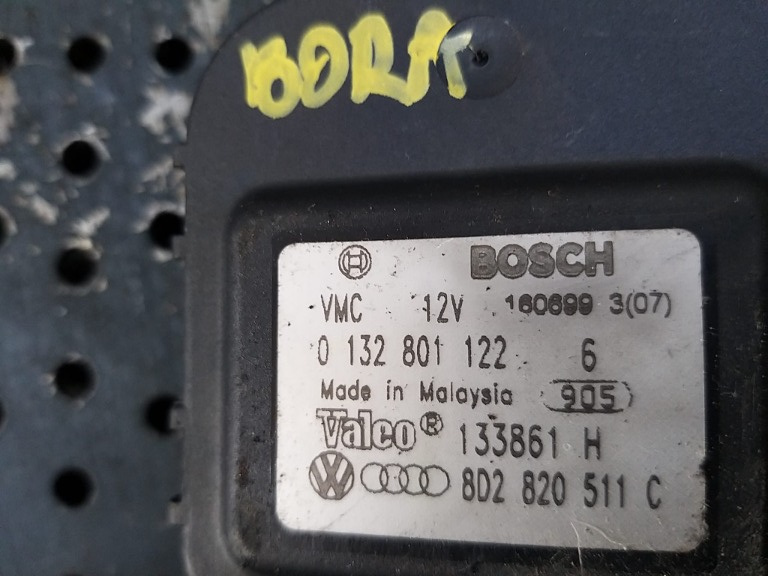 BORA
BOSCH
VMC 12V 160699 3(07)
0 132 801 122 6
Made in Malaysia 905
Valeo® 133861 H
8D2 820 511 C